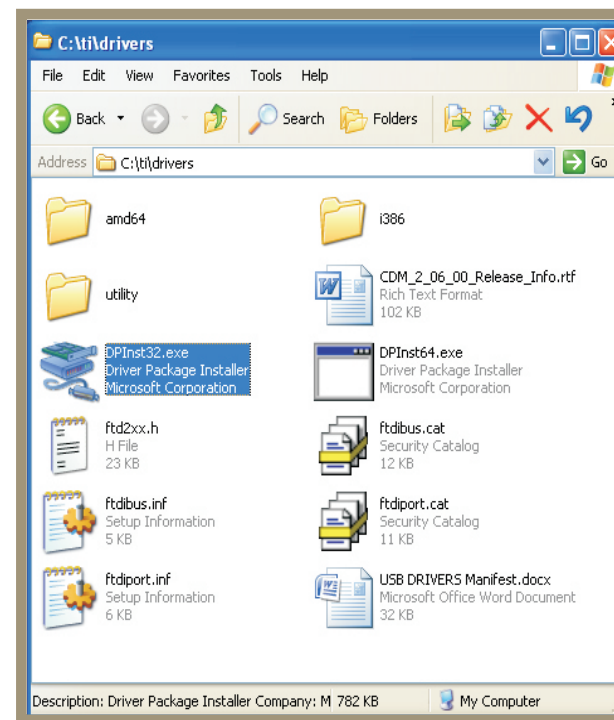 C:\ti\drivers
File Edit View Favorites Tools Help
Back Search Folders
Address C:\ti\drivers Go
amd64
i386
utility
CDM_2_06_00_Release_Info.rtf
Rich Text Format
102 KB
DPInst32.exe
Driver Package Installer
Microsoft Corporation
DPInst64.exe
Driver Package Installer
Microsoft Corporation
ftd2xx.h
H File
23 KB
ftdibus.cat
Security Catalog
12 KB
ftdibus.inf
Setup Information
5 KB
ftdiport.cat
Security Catalog
11 KB
ftdiport.inf
Setup Information
6 KB
USB DRIVERS Manifest.docx
Microsoft Office Word Document
32 KB
Description: Driver Package Installer Company: M 782 KB My Computer